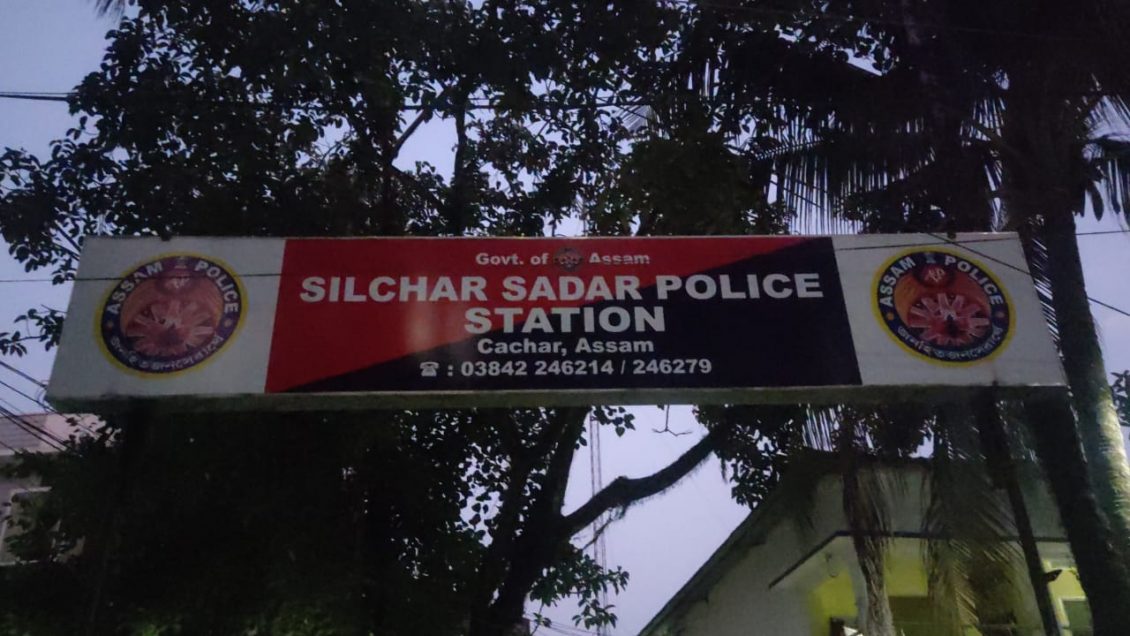 Govt. of Assam
SILCHAR SADAR POLICE
STATION
Cachar, Assam
☎ : 03842 246214 / 246279
ASSAM POLICE
ASSAM POLICE